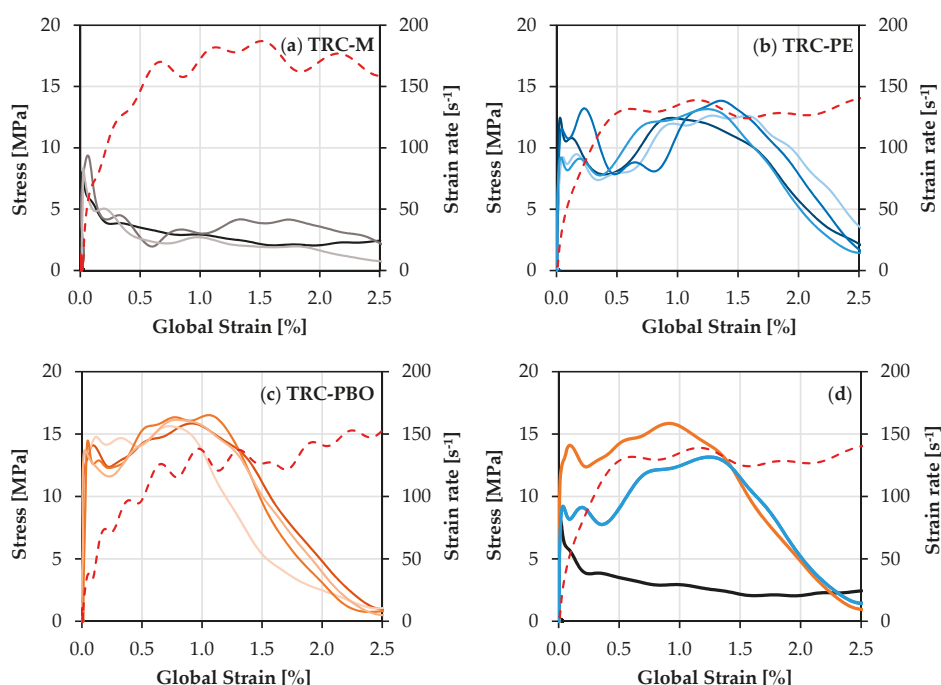 (a) TRC-M
20
15
10
5
0
Stress [MPa]
200
150
100
50
0
Strain rate [s⁻¹]
0.0 0.5 1.0 1.5 2.0 2.5
Global Strain [%]
(b) TRC-PE
20
15
10
5
0
Stress [MPa]
200
150
100
50
0
Strain rate [s⁻¹]
0.0 0.5 1.0 1.5 2.0 2.5
Global Strain [%]
(c) TRC-PBO
20
15
10
5
0
Stress [MPa]
200
150
100
50
0
Strain rate [s⁻¹]
0.0 0.5 1.0 1.5 2.0 2.5
Global Strain [%]
(d)
20
15
10
5
0
Stress [MPa]
200
150
100
50
0
Strain rate [s⁻¹]
0.0 0.5 1.0 1.5 2.0 2.5
Global Strain [%]